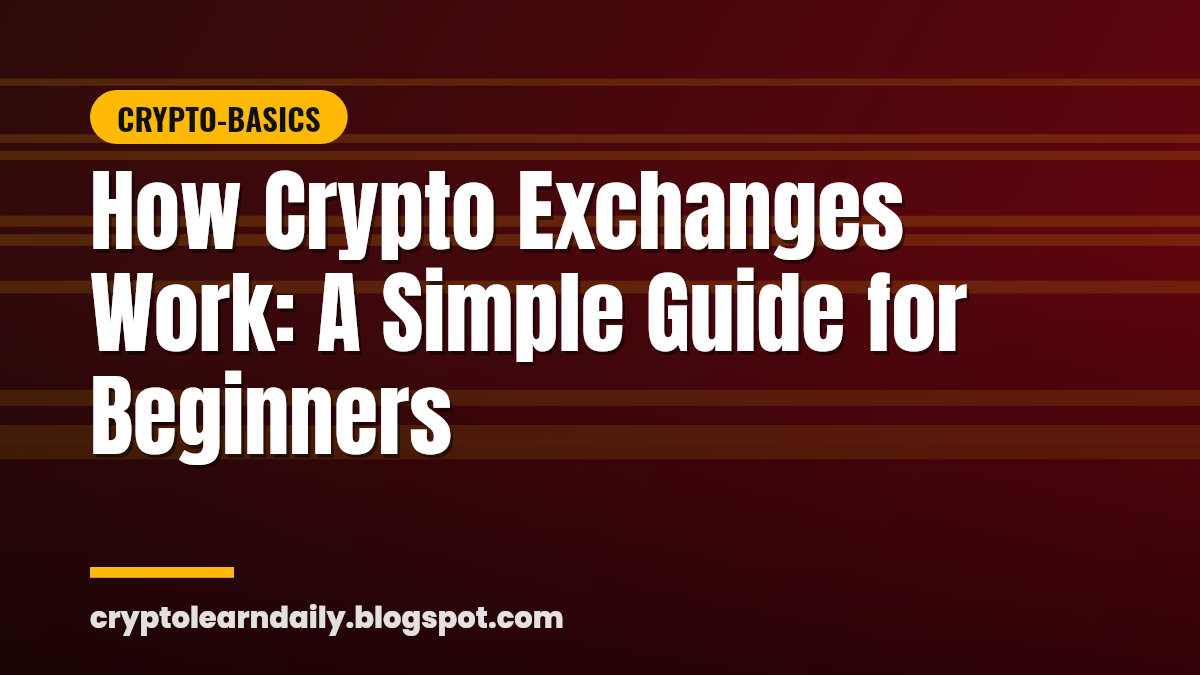 CRYPTO-BASICS
How Crypto Exchanges
Work: A Simple Guide for
Beginners
cryptolearndaily.blogspot.com